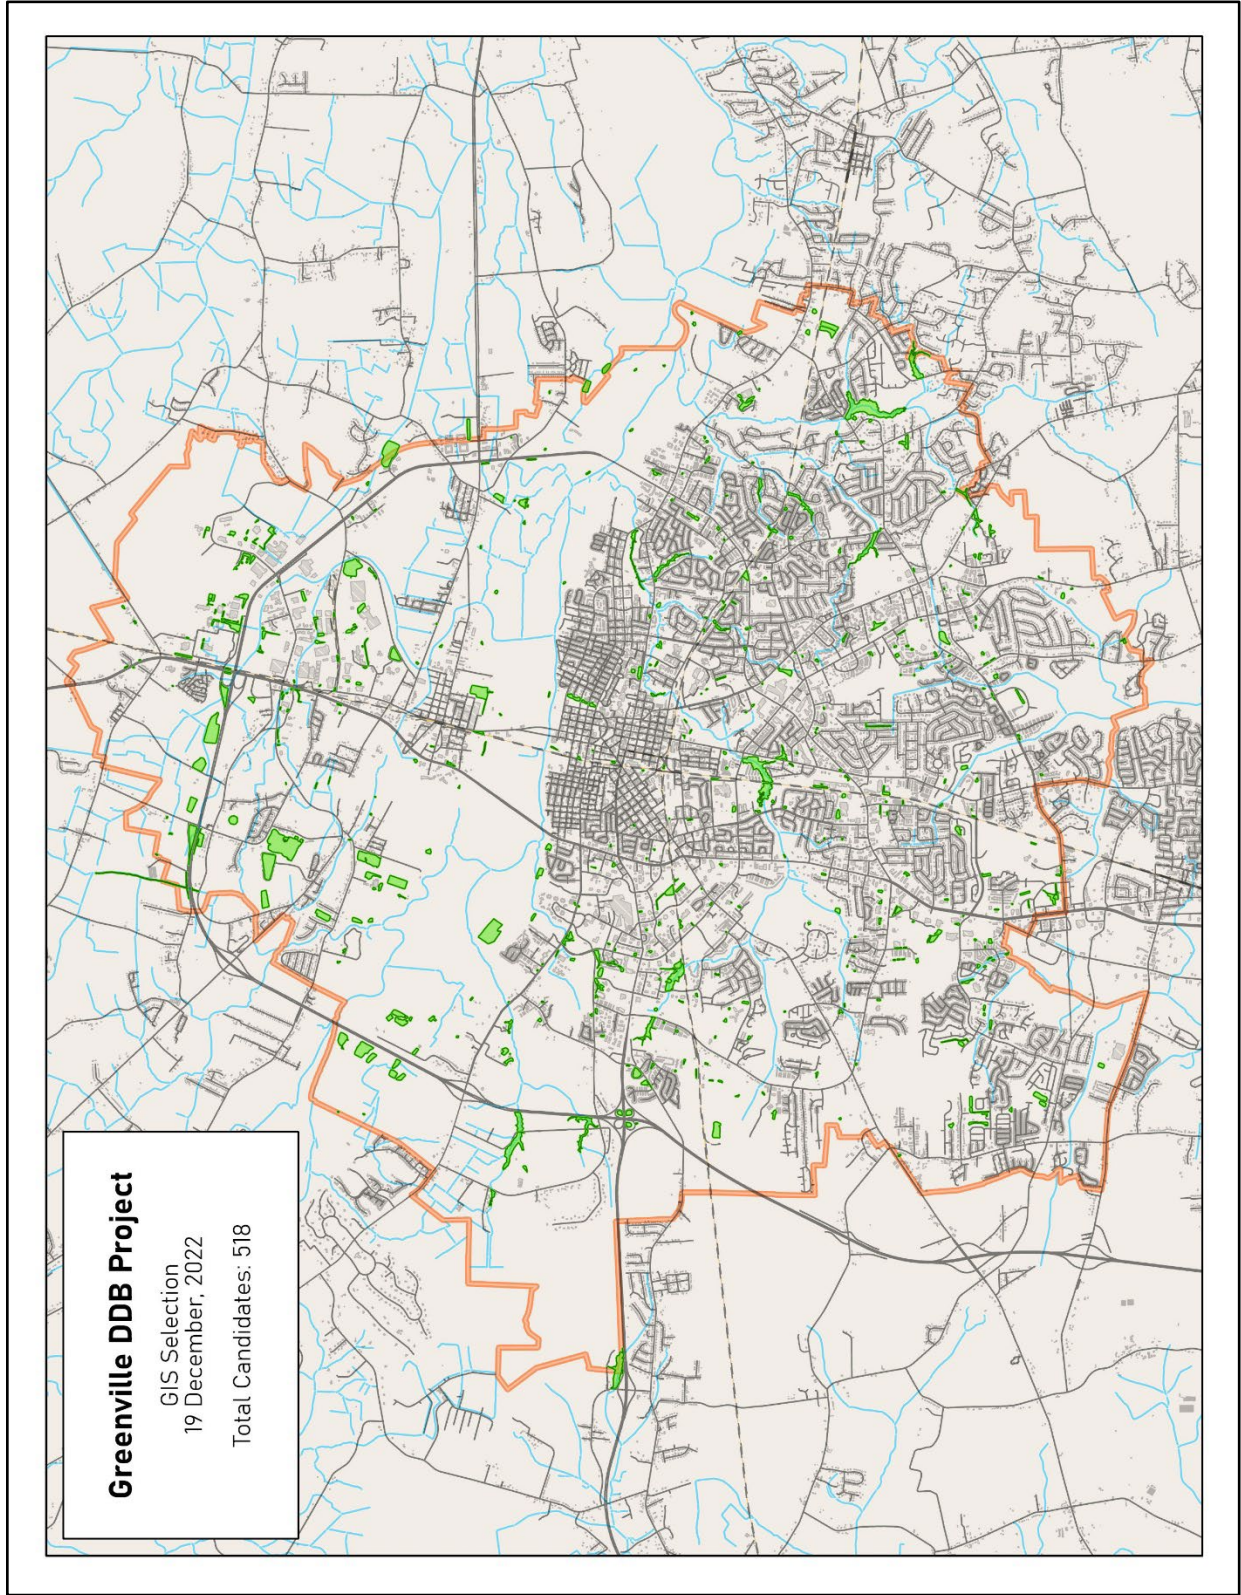 Greenville DDB Project
GIS Selection
19 December, 2022
Total Candidates: 518